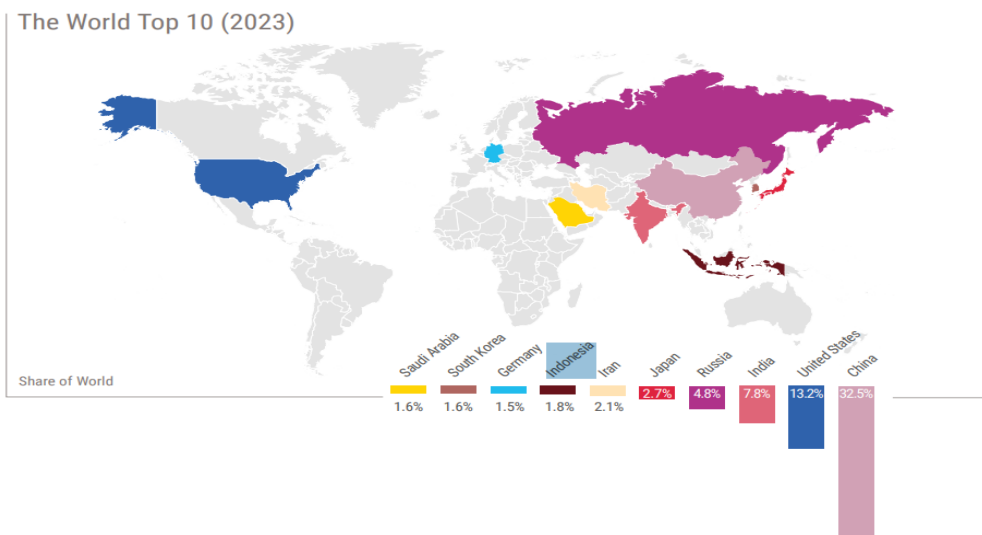 The World Top 10 (2023)
Saudi Arabia
South Korea
Germany
Indonesia
Iran
Japan
Russia
India
United States
China
Share of World
1.6%
1.6%
1.5%
1.8%
2.1%
2.7%
4.8%
7.8%
13.2%
32.5%